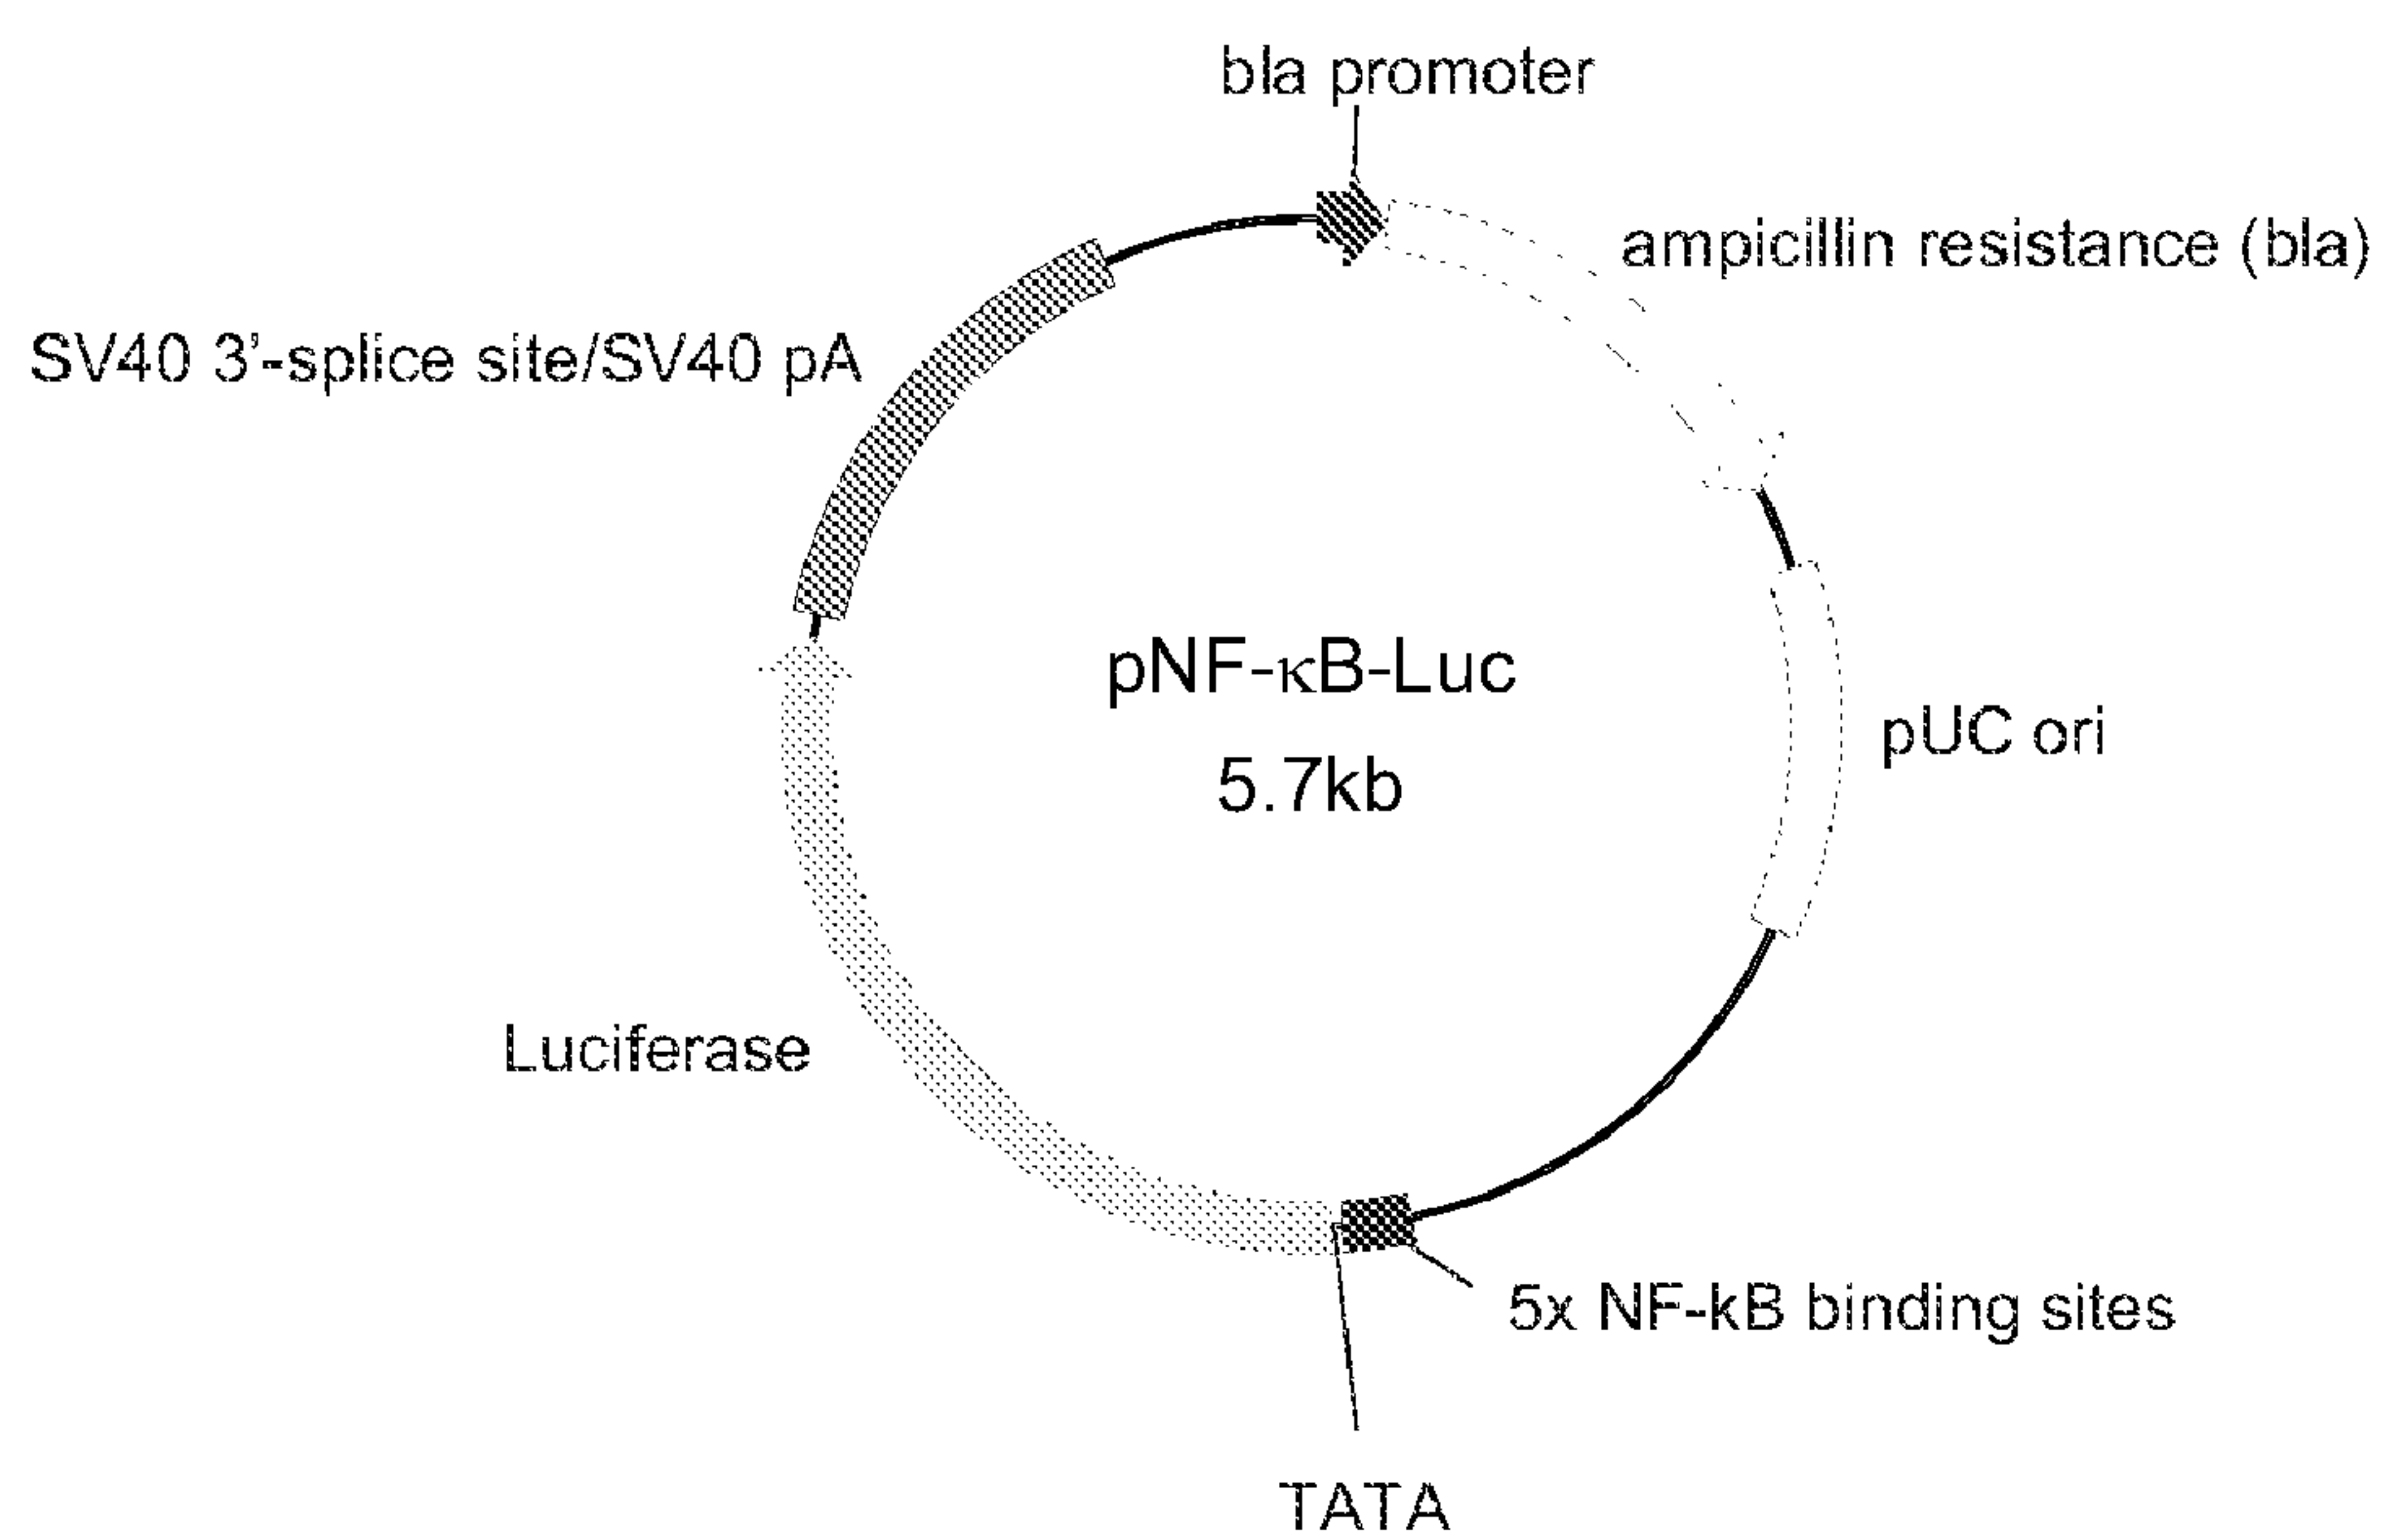 bla promoter
ampicillin resistance (bla)
SV40 3'-splice site/SV40 pA
pNF-κB-Luc
5.7kb
pUC ori
Luciferase
5x NF-kB binding sites
TATA